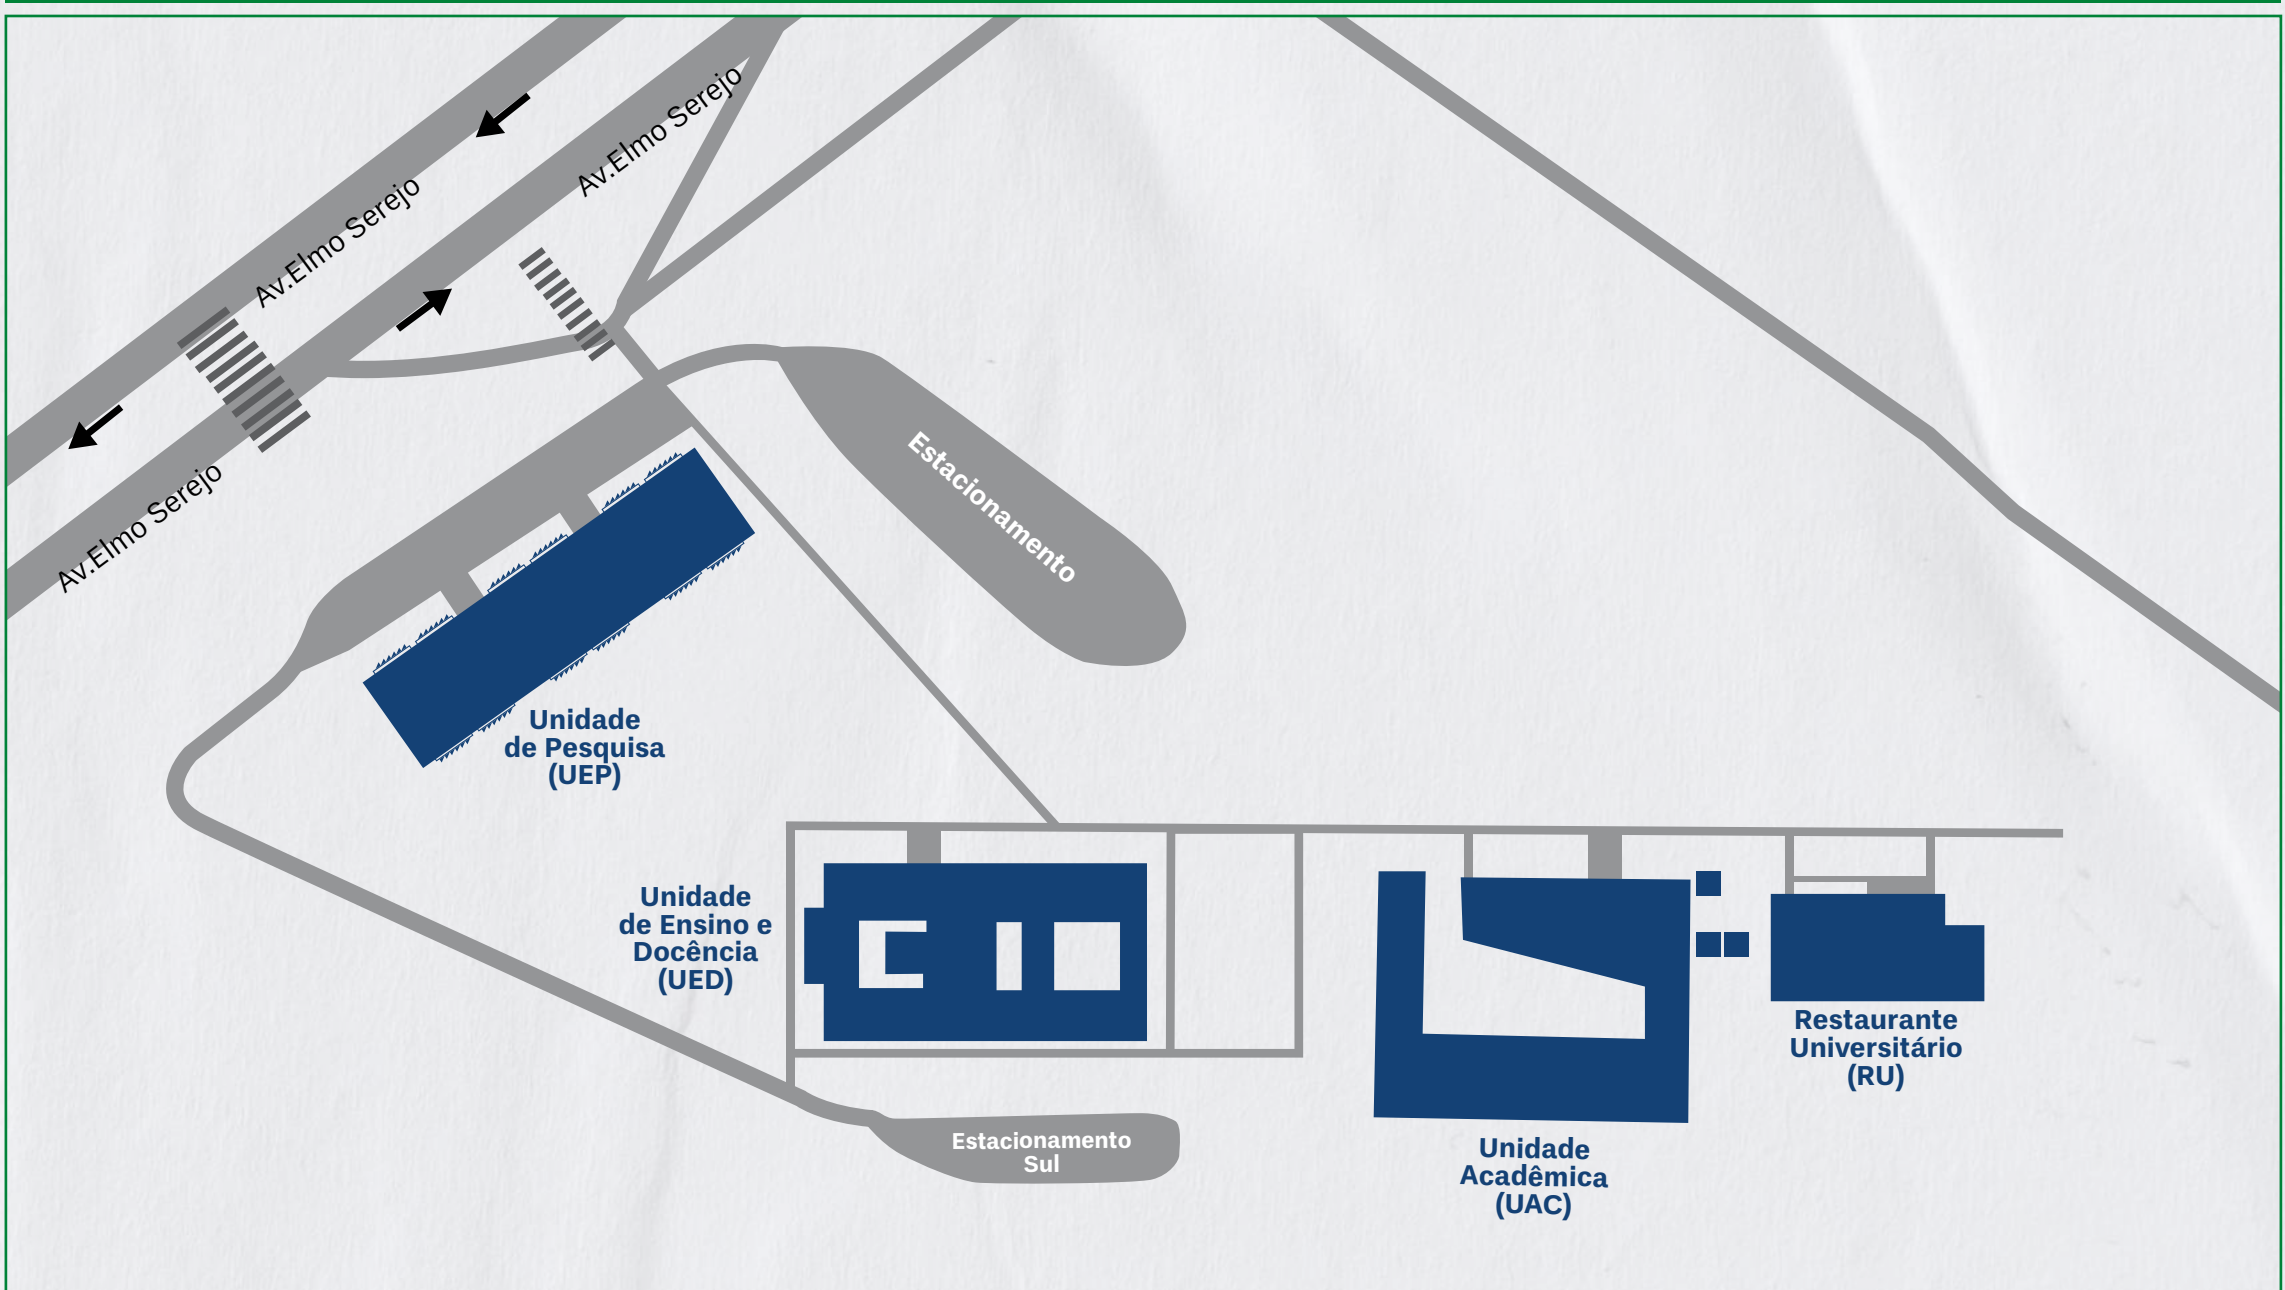 Av.Elmo Serejo
Av.Elmo Serejo
Av.Elmo Serejo
Estacionamento
Unidade
de Pesquisa
(UEP)
Unidade
de Ensino e
Docência
(UED)
Estacionamento
Sul
Unidade
Acadêmica
(UAC)
Restaurante
Universitário
(RU)